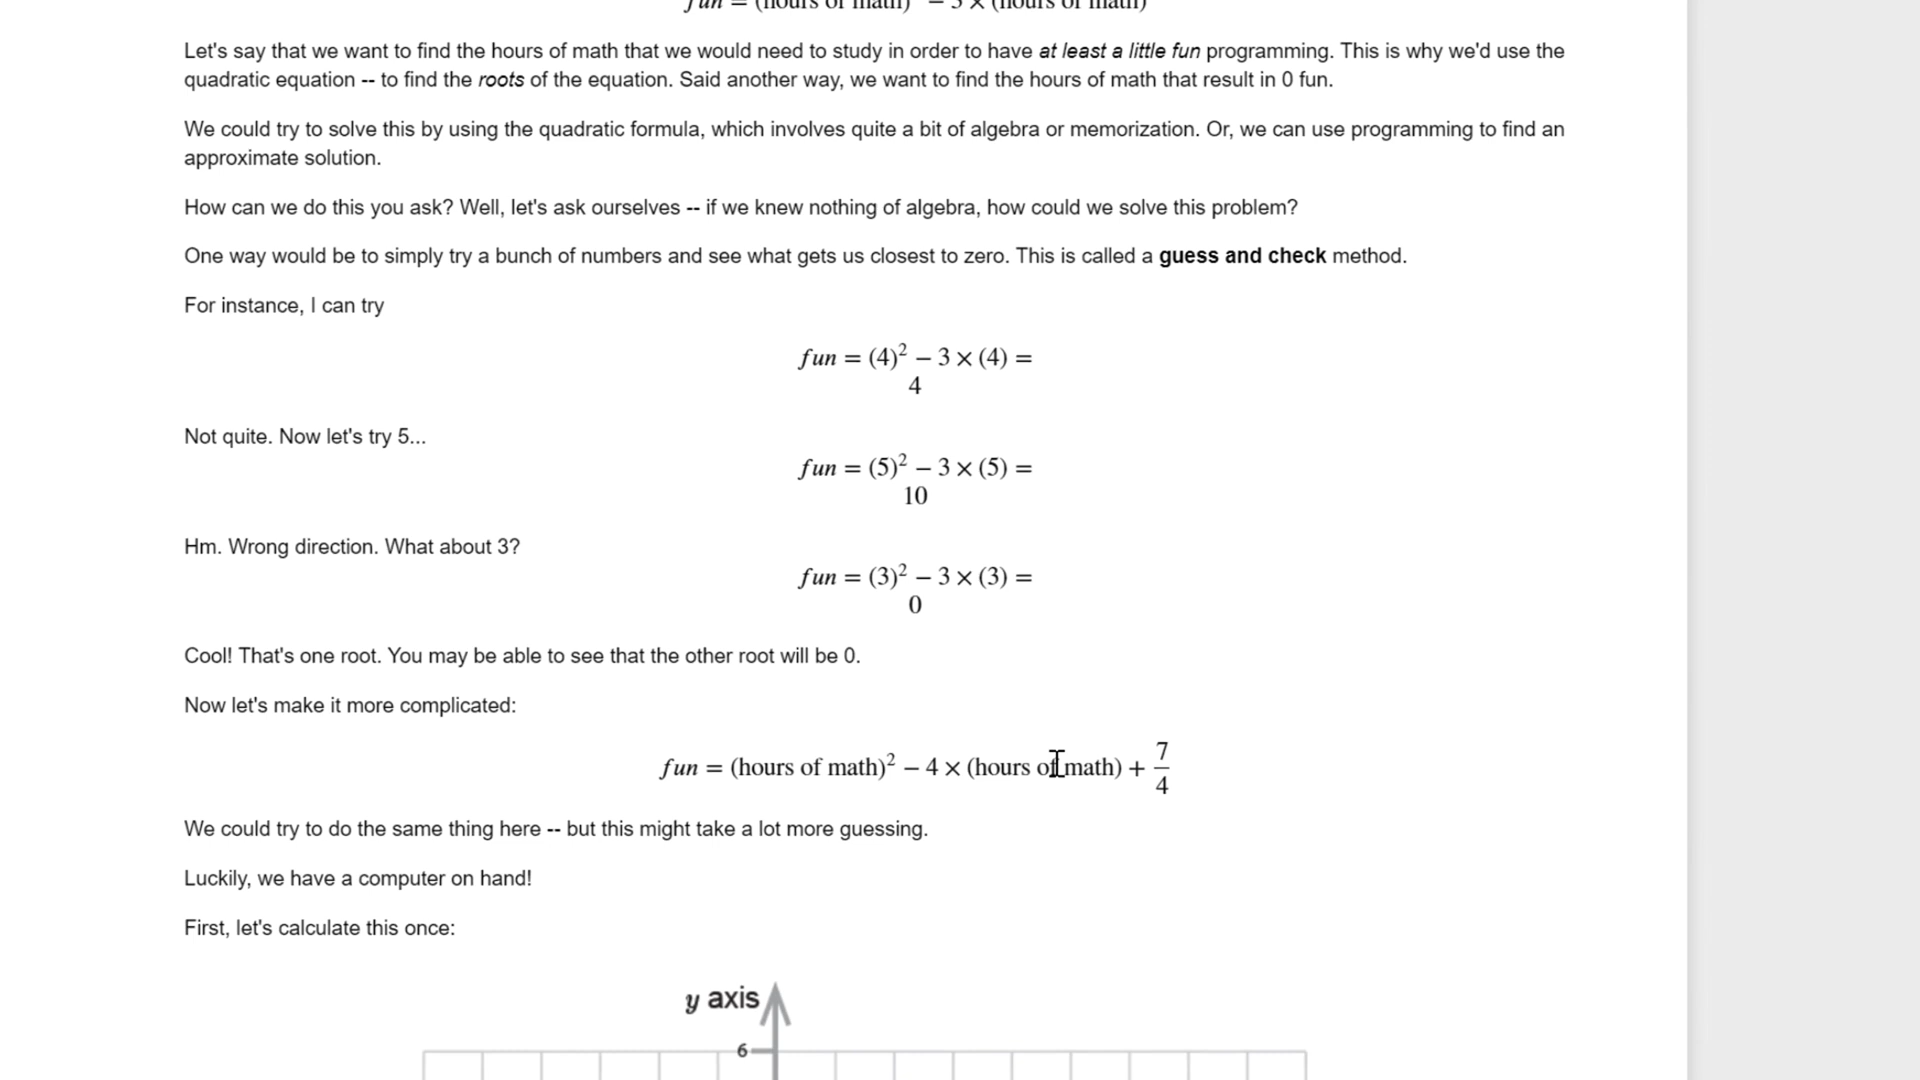 fun = (hours of math)² − 3 × (hours of math)
Let's say that we want to find the hours of math that we would need to study in order to have at least a little fun programming. This is why we'd use the
quadratic equation -- to find the roots of the equation. Said another way, we want to find the hours of math that result in 0 fun.
We could try to solve this by using the quadratic formula, which involves quite a bit of algebra or memorization. Or, we can use programming to find an
approximate solution.
How can we do this you ask? Well, let's ask ourselves -- if we knew nothing of algebra, how could we solve this problem?
One way would be to simply try a bunch of numbers and see what gets us closest to zero. This is called a guess and check method.
For instance, I can try
fun = (4)² − 3 × (4) =
4
Not quite. Now let's try 5...
fun = (5)² − 3 × (5) =
10
Hm. Wrong direction. What about 3?
fun = (3)² − 3 × (3) =
0
Cool! That's one root. You may be able to see that the other root will be 0.
Now let's make it more complicated:
fun = (hours of math)² − 4 × (hours of math) + 7/4
We could try to do the same thing here -- but this might take a lot more guessing.
Luckily, we have a computer on hand!
First, let's calculate this once:
y axis
6